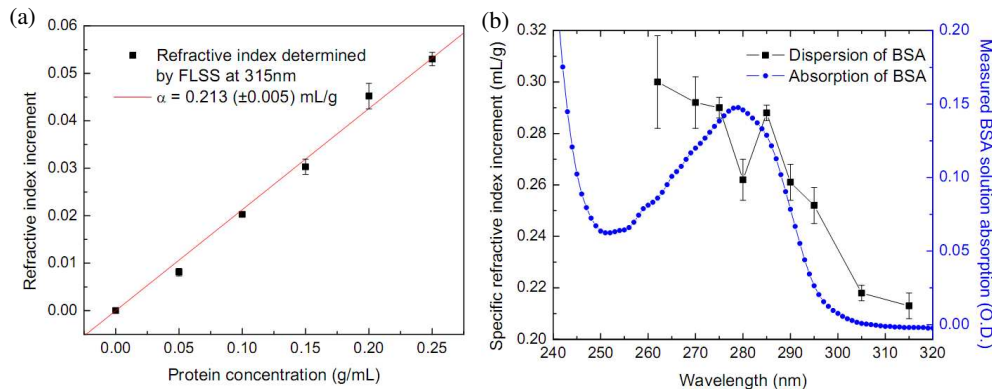 (a)
Refractive index increment
0.06
0.05
0.04
0.03
0.02
0.01
0.00
Refractive index determined
by FLSS at 315nm
α = 0.213 (±0.005) mL/g
0.00 0.05 0.10 0.15 0.20 0.25
Protein concentration (g/mL)
(b)
Specific refractive index increment (mL/g)
0.32
0.30
0.28
0.26
0.24
0.22
0.20
Dispersion of BSA
Absorption of BSA
240 250 260 270 280 290 300 310 320
Wavelength (nm)
0.20
0.15
0.10
0.05
0.00
Measured BSA solution absorption (O.D.)